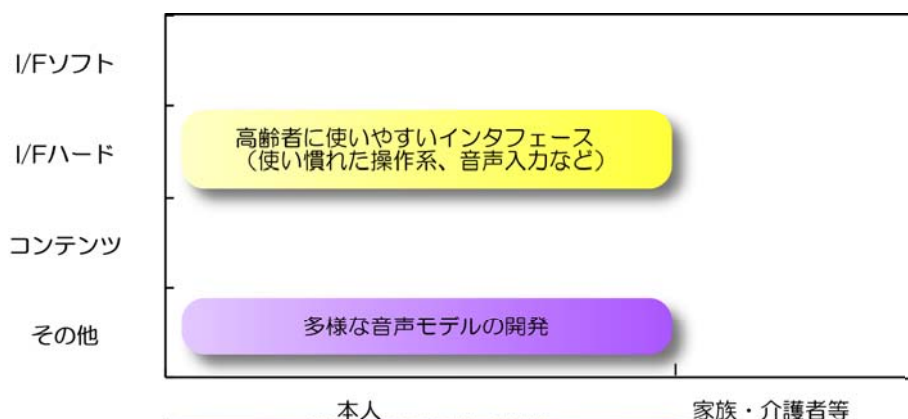 I/Fソフト
I/Fハード
高齢者に使いやすいインタフェース
（使い慣れた操作系、音声入力など）
コンテンツ
その他
多様な音声モデルの開発
本人
家族・介護者等